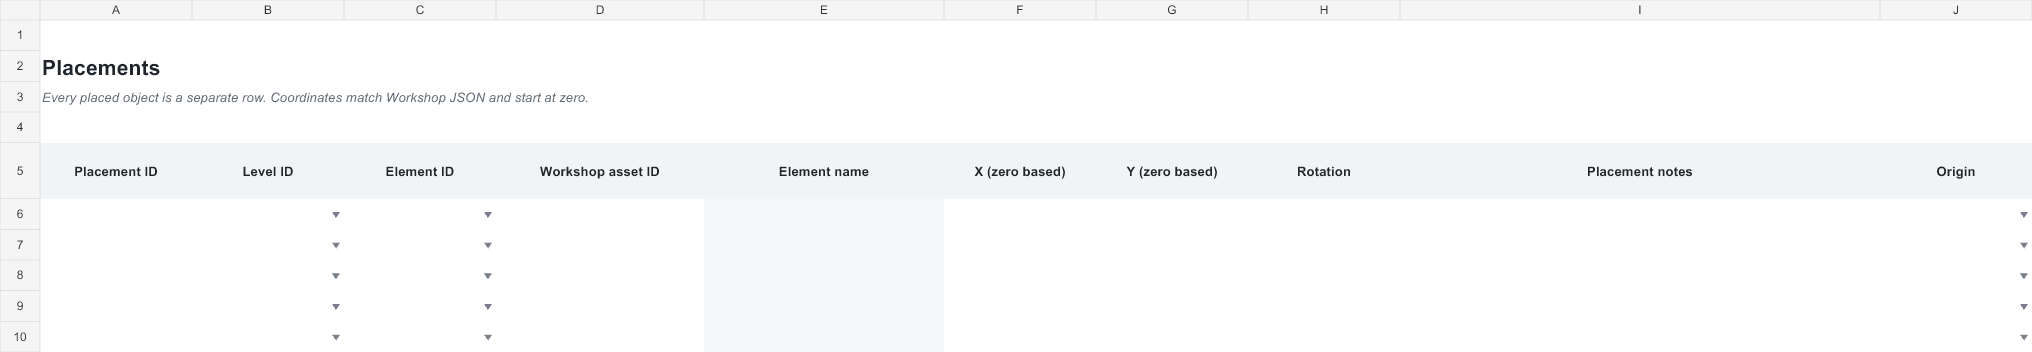 A B C D E F G H I J
1
2 Placements
3 Every placed object is a separate row. Coordinates match Workshop JSON and start at zero.
4
5 Placement ID Level ID Element ID Workshop asset ID Element name X (zero based) Y (zero based) Rotation Placement notes Origin
6
7
8
9
10